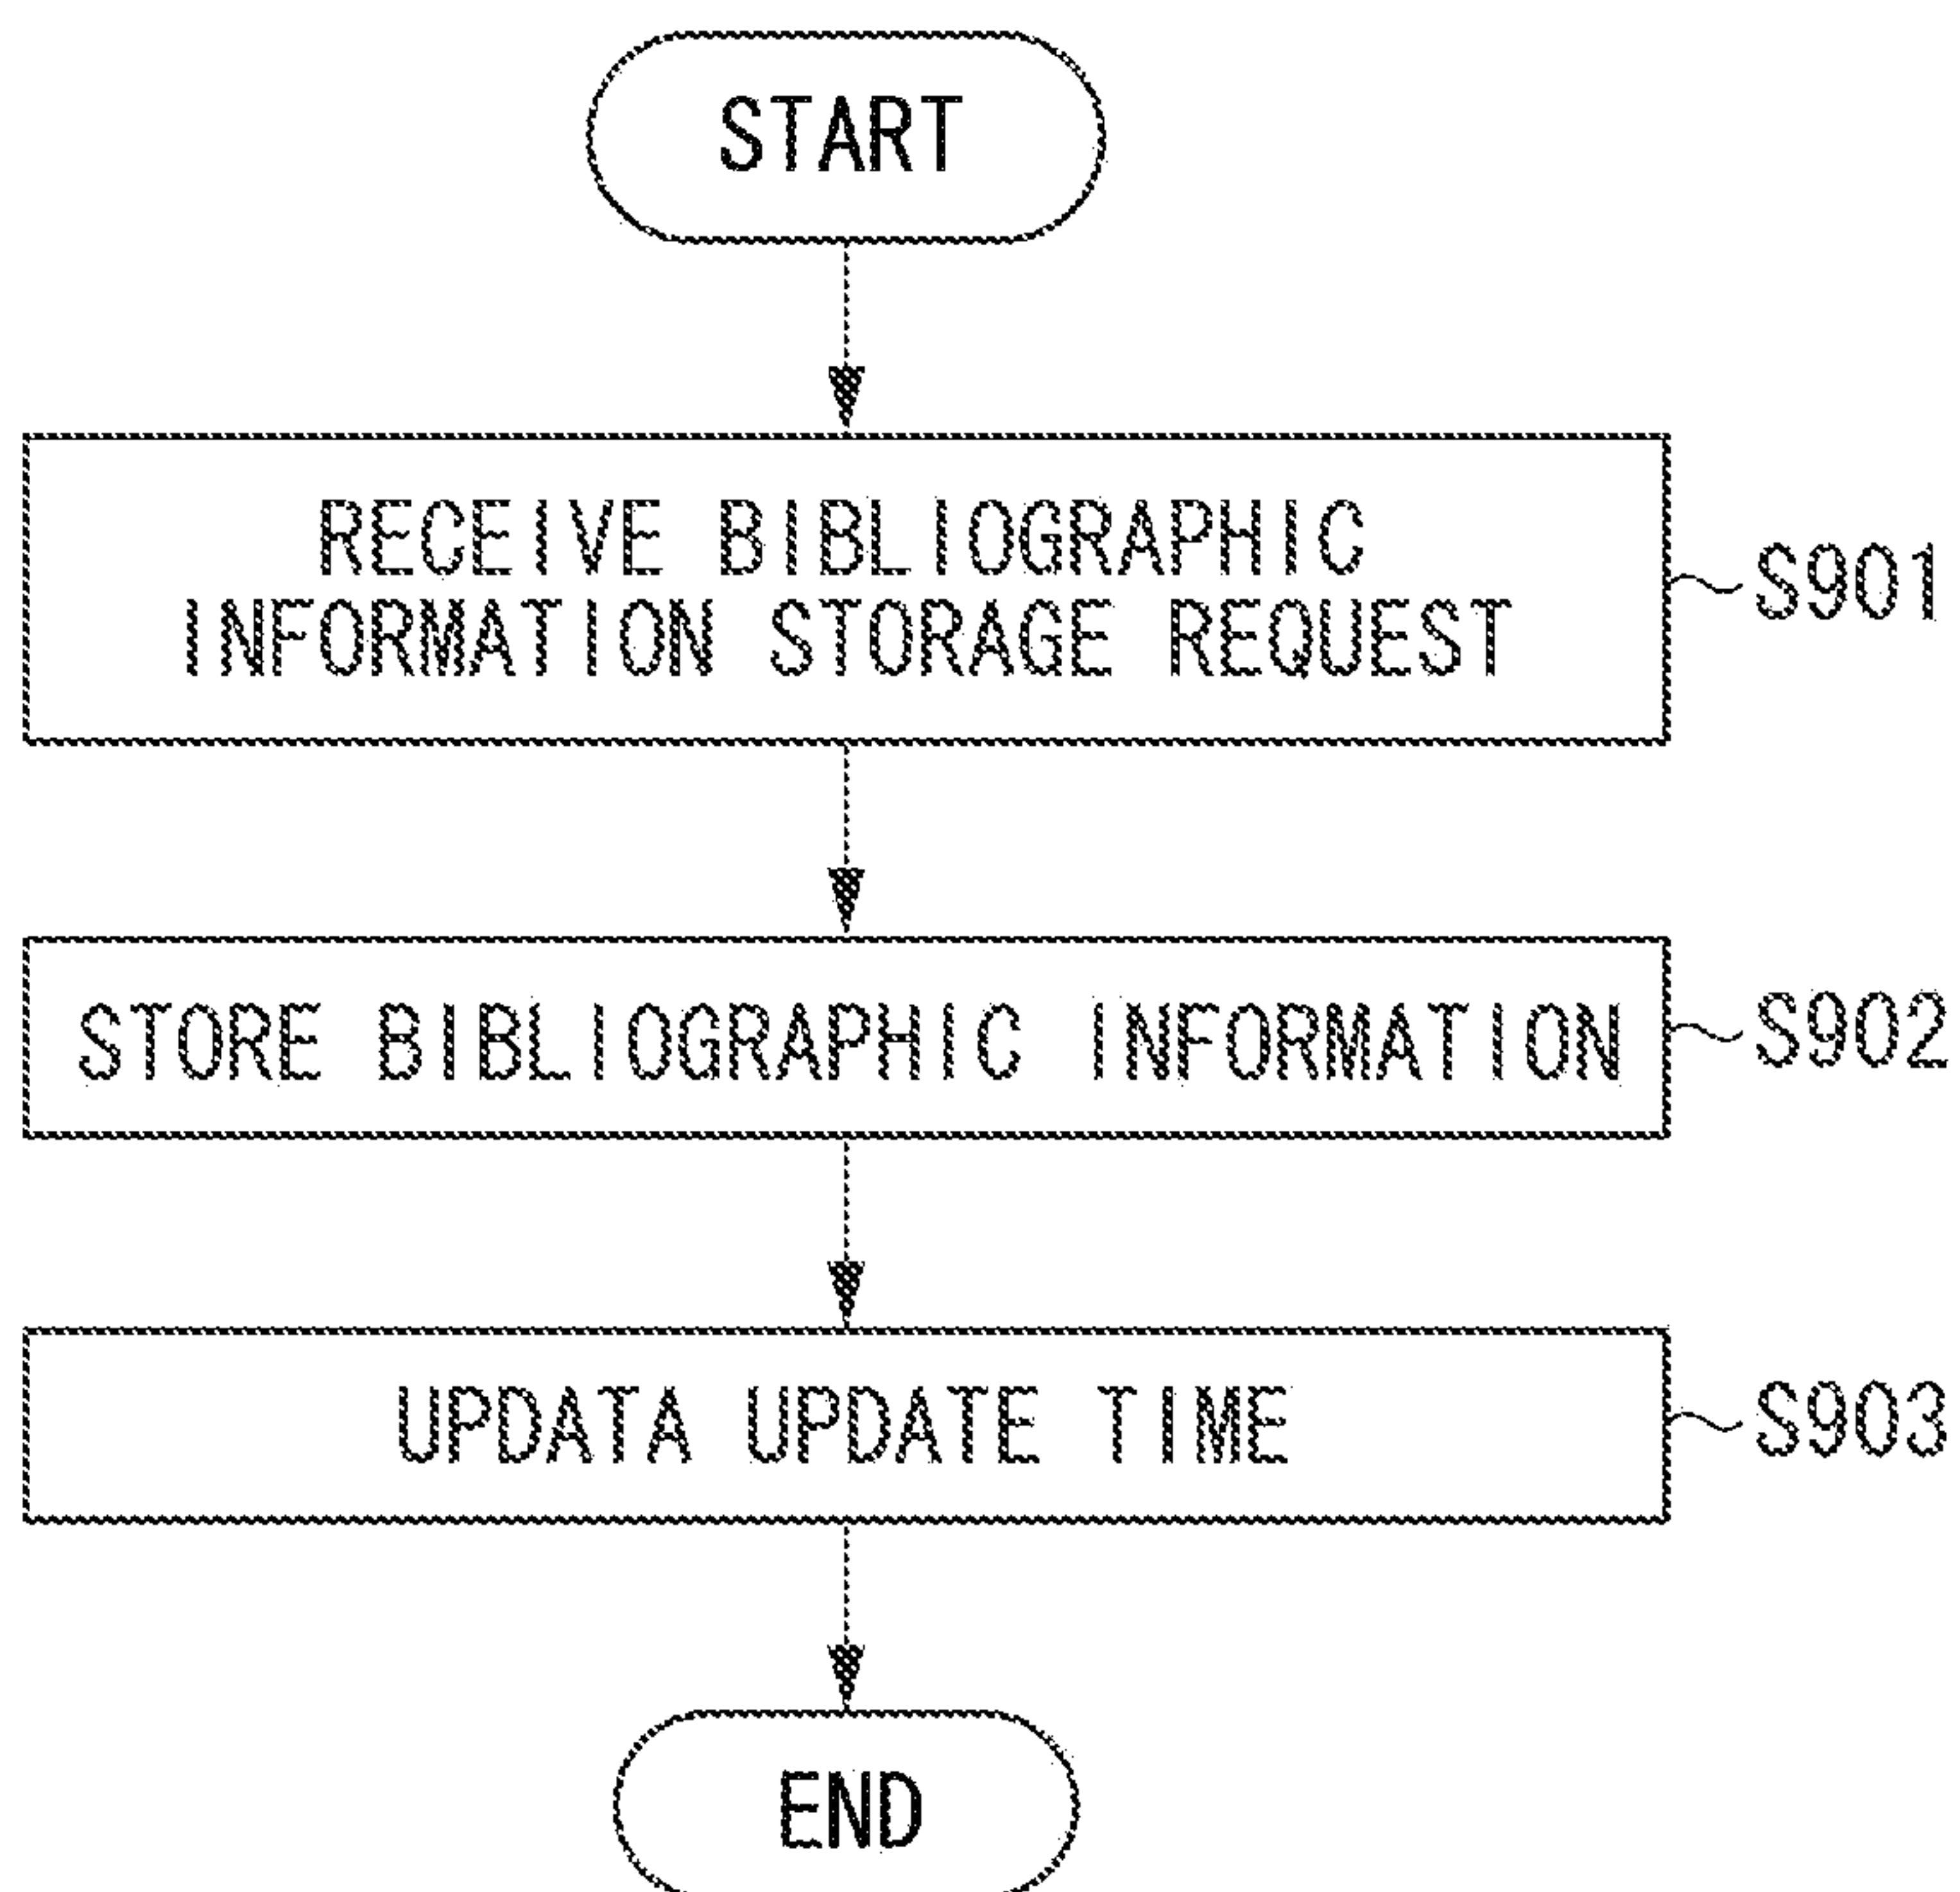 START
RECEIVE BIBLIOGRAPHIC
INFORMATION STORAGE REQUEST
S901
STORE BIBLIOGRAPHIC INFORMATION
S902
UPDATA UPDATE TIME
S903
END